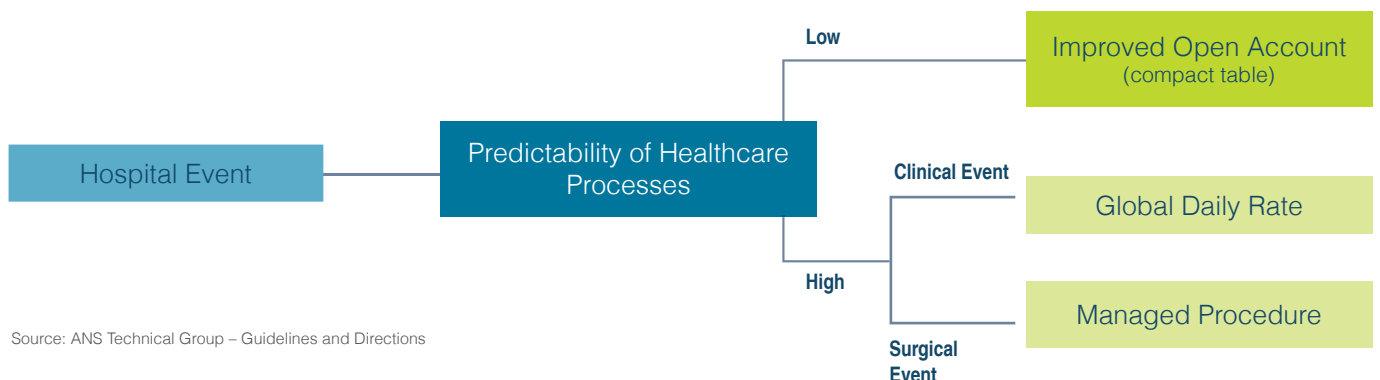 Low
Improved Open Account
(compact table)
Hospital Event
Predictability of Healthcare
Processes
Clinical Event
Global Daily Rate
High
Managed Procedure
Source: ANS Technical Group – Guidelines and Directions
Surgical
Event